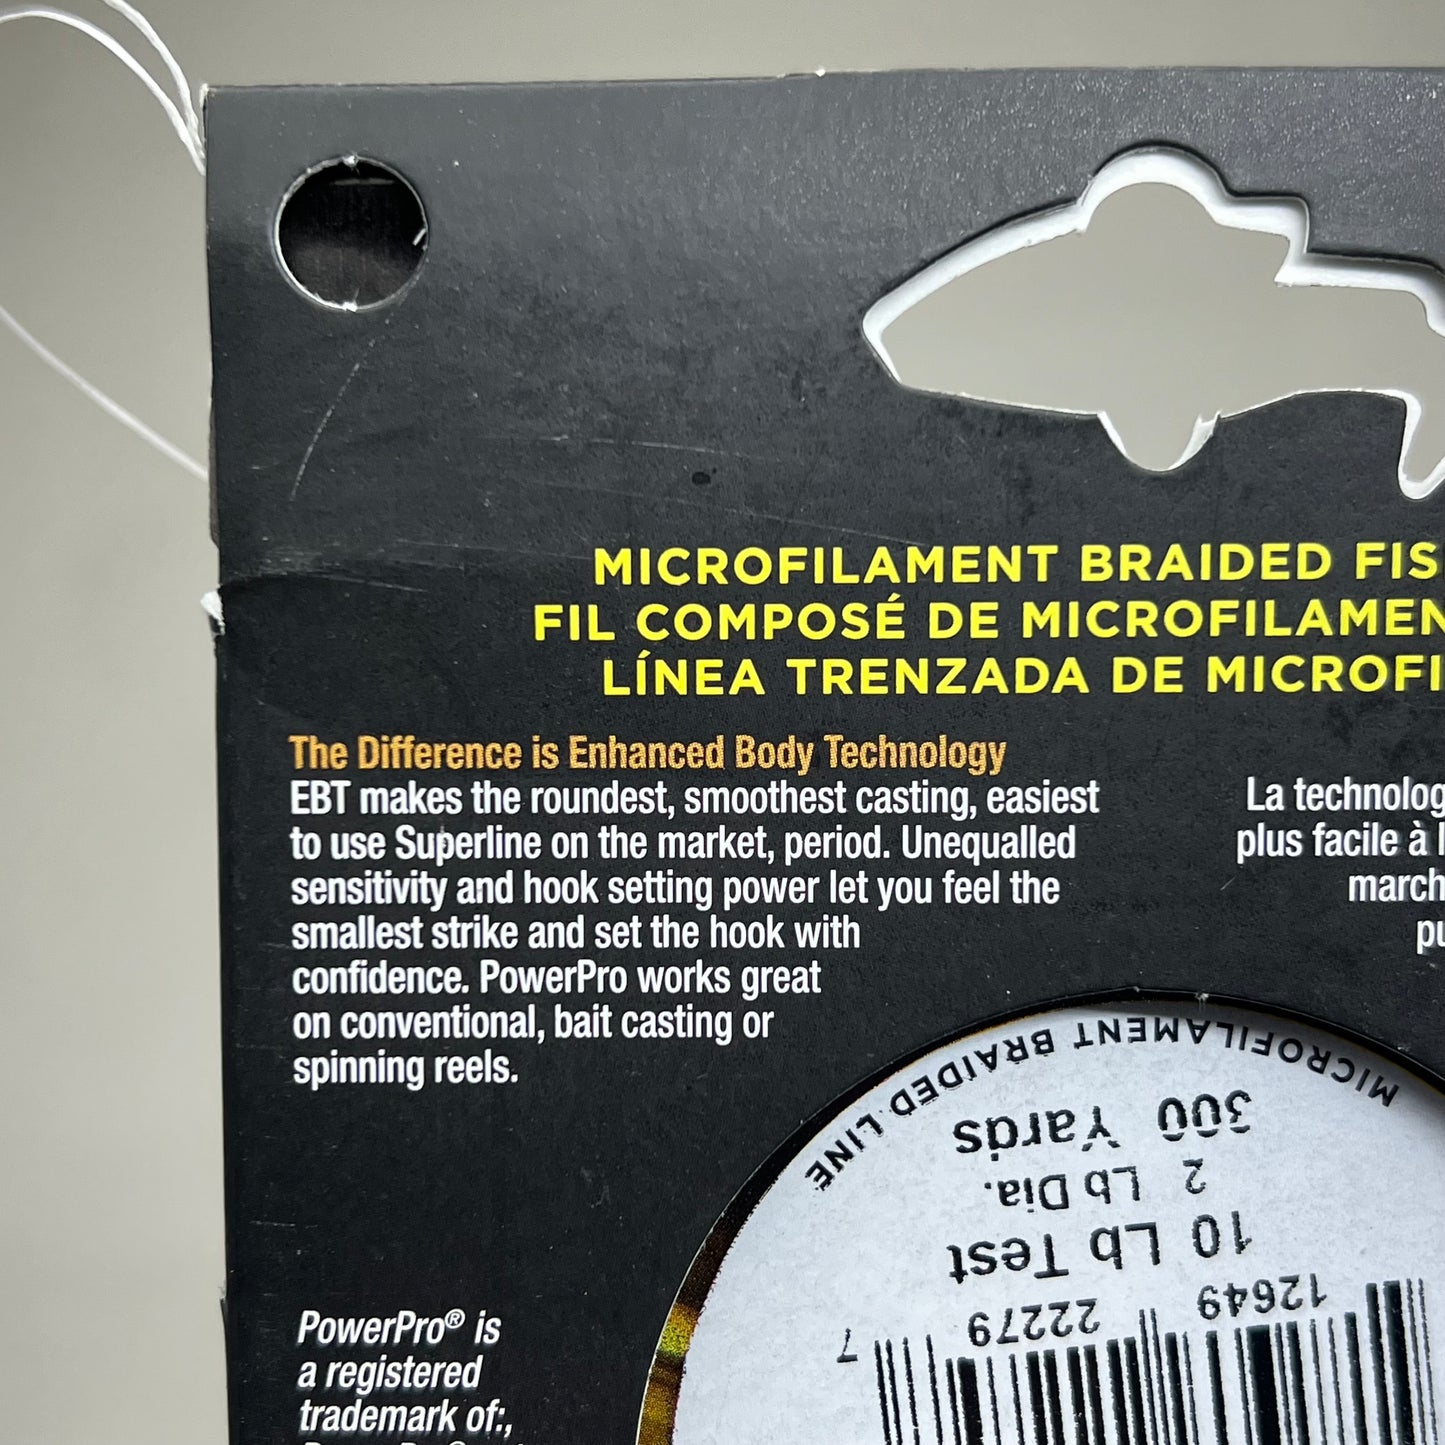 MICROFILAMENT BRAIDED FIS
FIL COMPOSÉ DE MICROFILAMEN
LÍNEA TRENZADA DE MICROFI
The Difference is Enhanced Body Technology
EBT makes the roundest, smoothest casting, easiest
to use Superline on the market, period. Unequalled
sensitivity and hook setting power let you feel the
smallest strike and set the hook with
confidence. PowerPro works great
on conventional, bait casting or
spinning reels.
La technolog
plus facile à l
march
pu
MICROFILAMENT BRAIDED LINE
300 Yards
2 Lb Dia.
10 Lb Test
12649 22279 7
PowerPro® is
a registered
trademark of:,